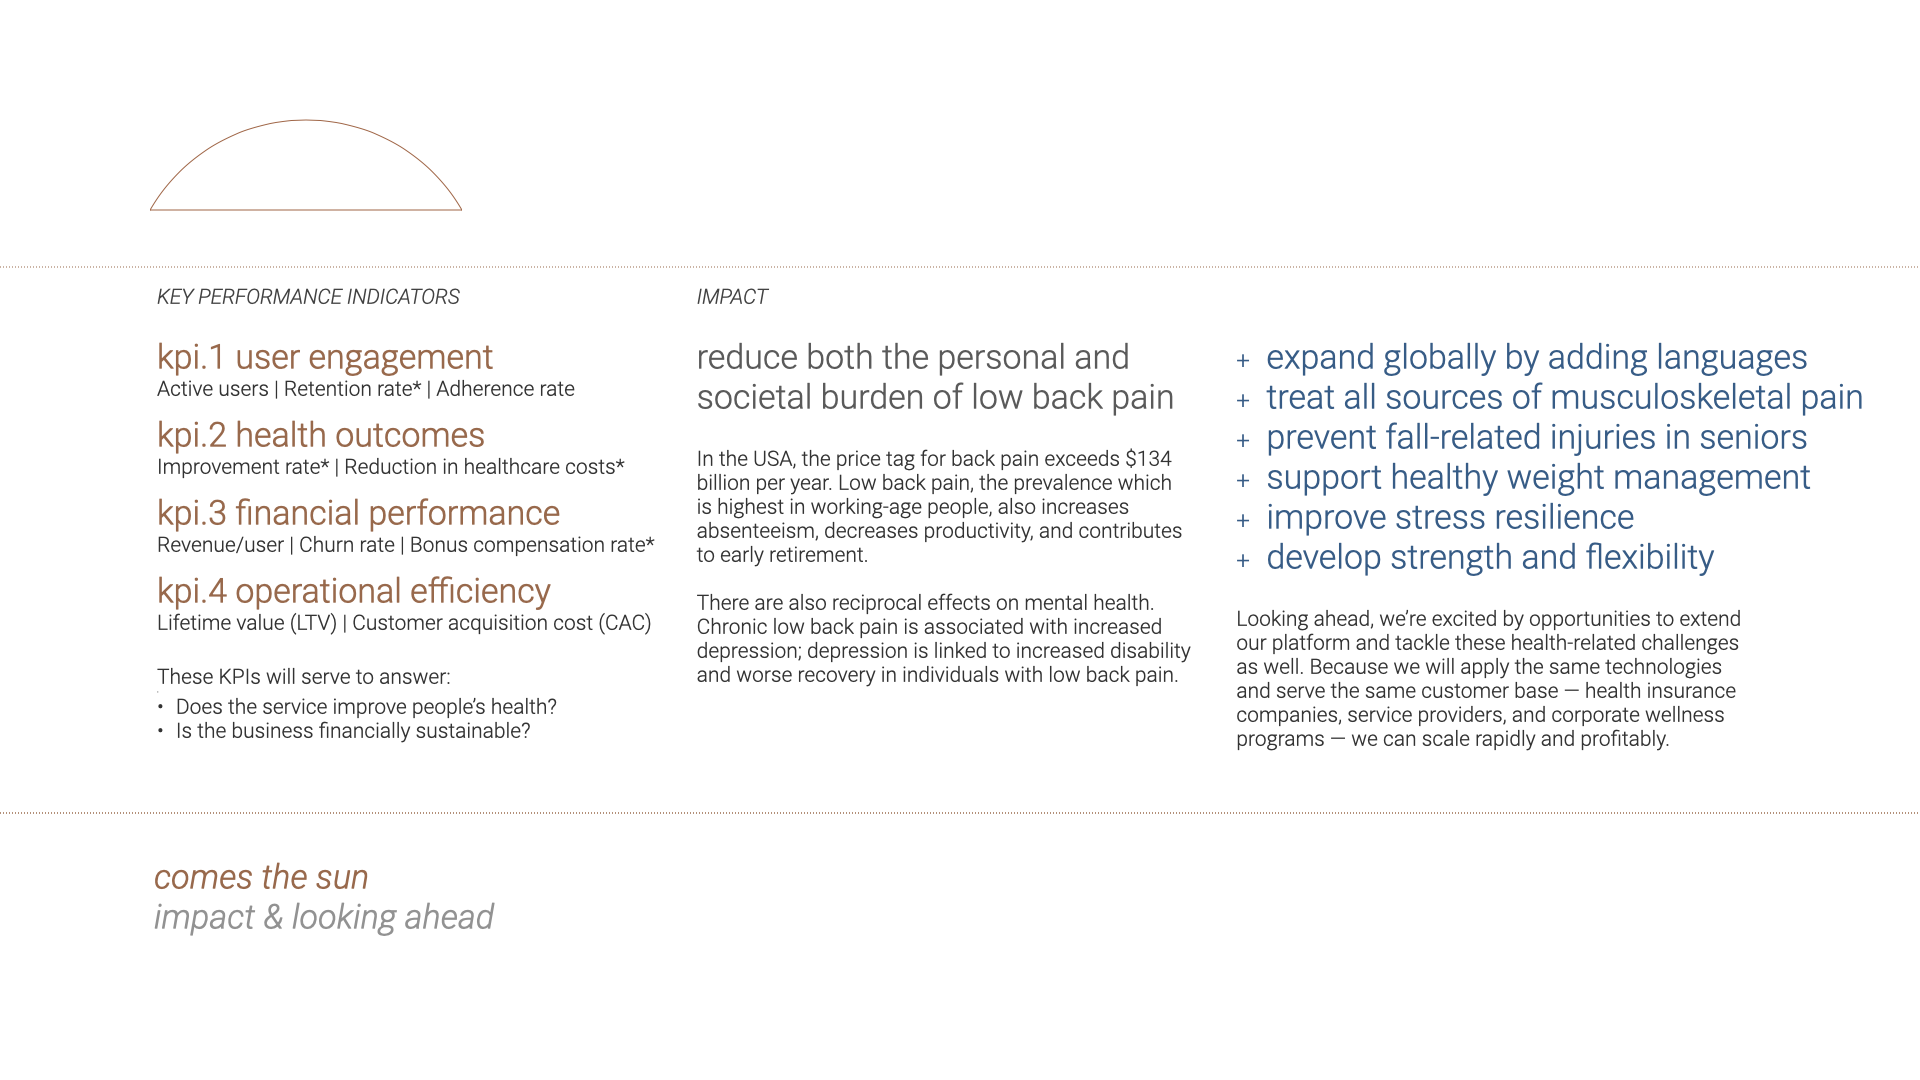 KEY PERFORMANCE INDICATORS
kpi.1 user engagement
Active users | Retention rate* | Adherence rate
kpi.2 health outcomes
Improvement rate* | Reduction in healthcare costs*
kpi.3 financial performance
Revenue/user | Churn rate | Bonus compensation rate*
kpi.4 operational efficiency
Lifetime value (LTV) | Customer acquisition cost (CAC)
These KPIs will serve to answer:
• Does the service improve people’s health?
• Is the business financially sustainable?
IMPACT
reduce both the personal and
societal burden of low back pain
In the USA, the price tag for back pain exceeds $134
billion per year. Low back pain, the prevalence which
is highest in working-age people, also increases
absenteeism, decreases productivity, and contributes
to early retirement.
There are also reciprocal effects on mental health.
Chronic low back pain is associated with increased
depression; depression is linked to increased disability
and worse recovery in individuals with low back pain.
+ expand globally by adding languages
+ treat all sources of musculoskeletal pain
+ prevent fall-related injuries in seniors
+ support healthy weight management
+ improve stress resilience
+ develop strength and flexibility
Looking ahead, we’re excited by opportunities to extend
our platform and tackle these health-related challenges
as well. Because we will apply the same technologies
and serve the same customer base — health insurance
companies, service providers, and corporate wellness
programs — we can scale rapidly and profitably.
comes the sun
impact & looking ahead